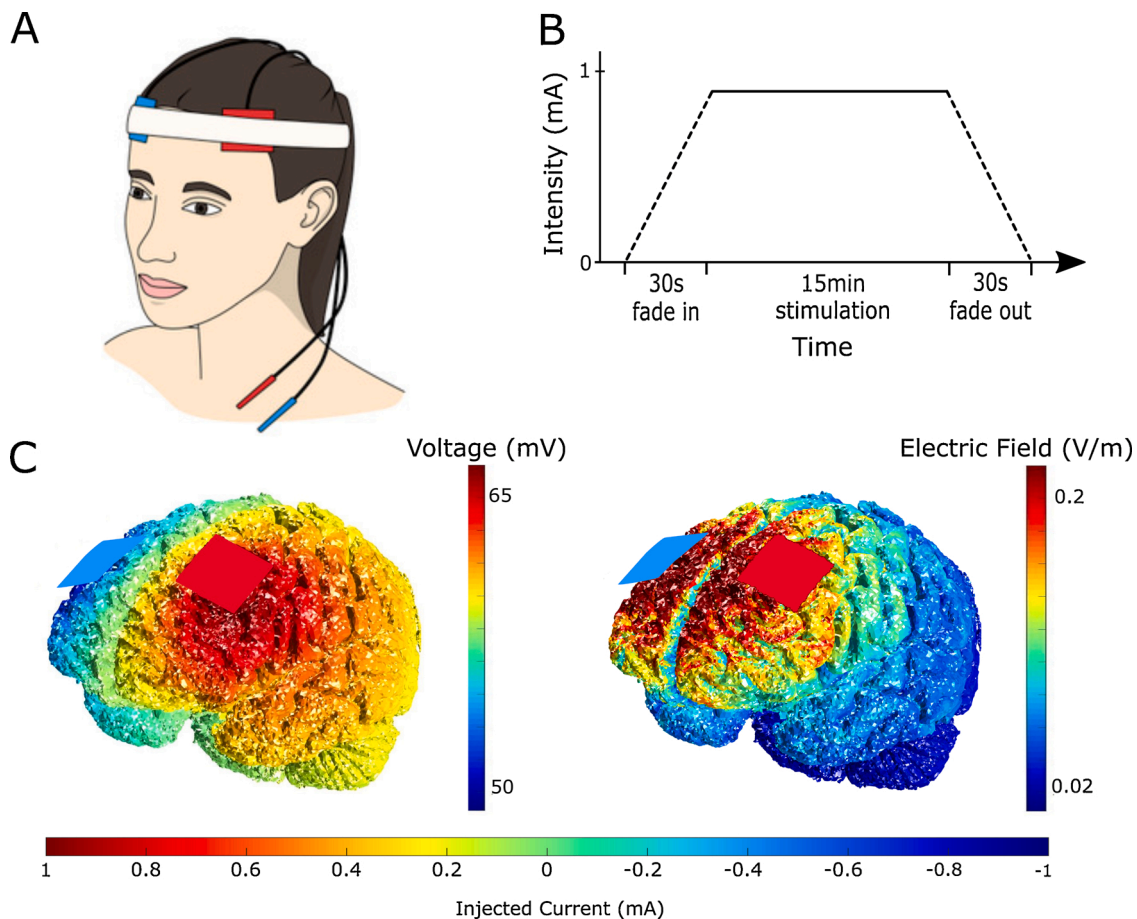 A
B
1
Intensity (mA)
0
30s
fade in
15min
stimulation
30s
fade out
Time
C
Voltage (mV)
65
50
Electric Field (V/m)
0.2
0.02
1 0.8 0.6 0.4 0.2 0 -0.2 -0.4 -0.6 -0.8 -1
Injected Current (mA)